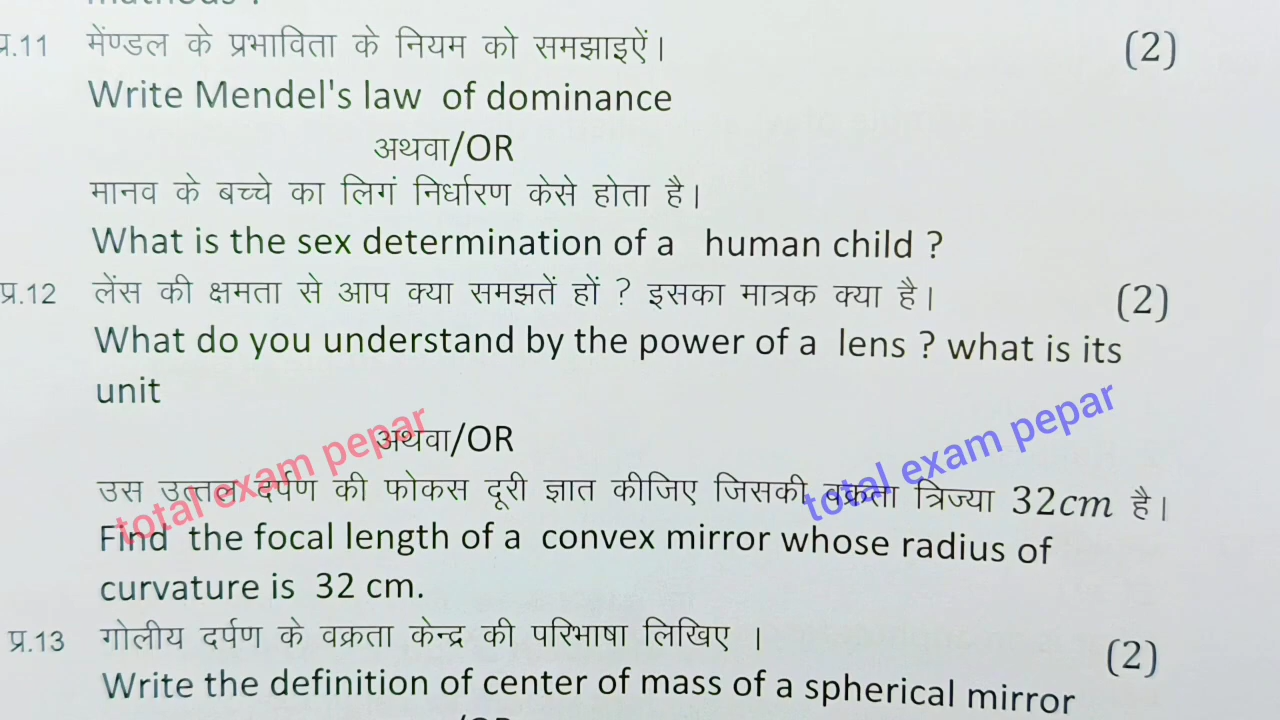 प्र.11 मेंण्डल के प्रभाविता के नियम को समझाइऐं। (2)
Write Mendel's law of dominance
अथवा/OR
मानव के बच्चे का लिगं निर्धारण केसे होता है।
What is the sex determination of a human child ?
प्र.12 लेंस की क्षमता से आप क्या समझतें हों ? इसका मात्रक क्या है। (2)
What do you understand by the power of a lens ? what is its
unit
अथवा/OR
उस उत्तल दर्पण की फोकस दूरी ज्ञात कीजिए जिसकी वक्रता त्रिज्या 32cm है।
Find the focal length of a convex mirror whose radius of
curvature is 32 cm.
प्र.13 गोलीय दर्पण के वक्रता केन्द्र की परिभाषा लिखिए । (2)
Write the definition of center of mass of a spherical mirror
total exam pepar
total exam pepar